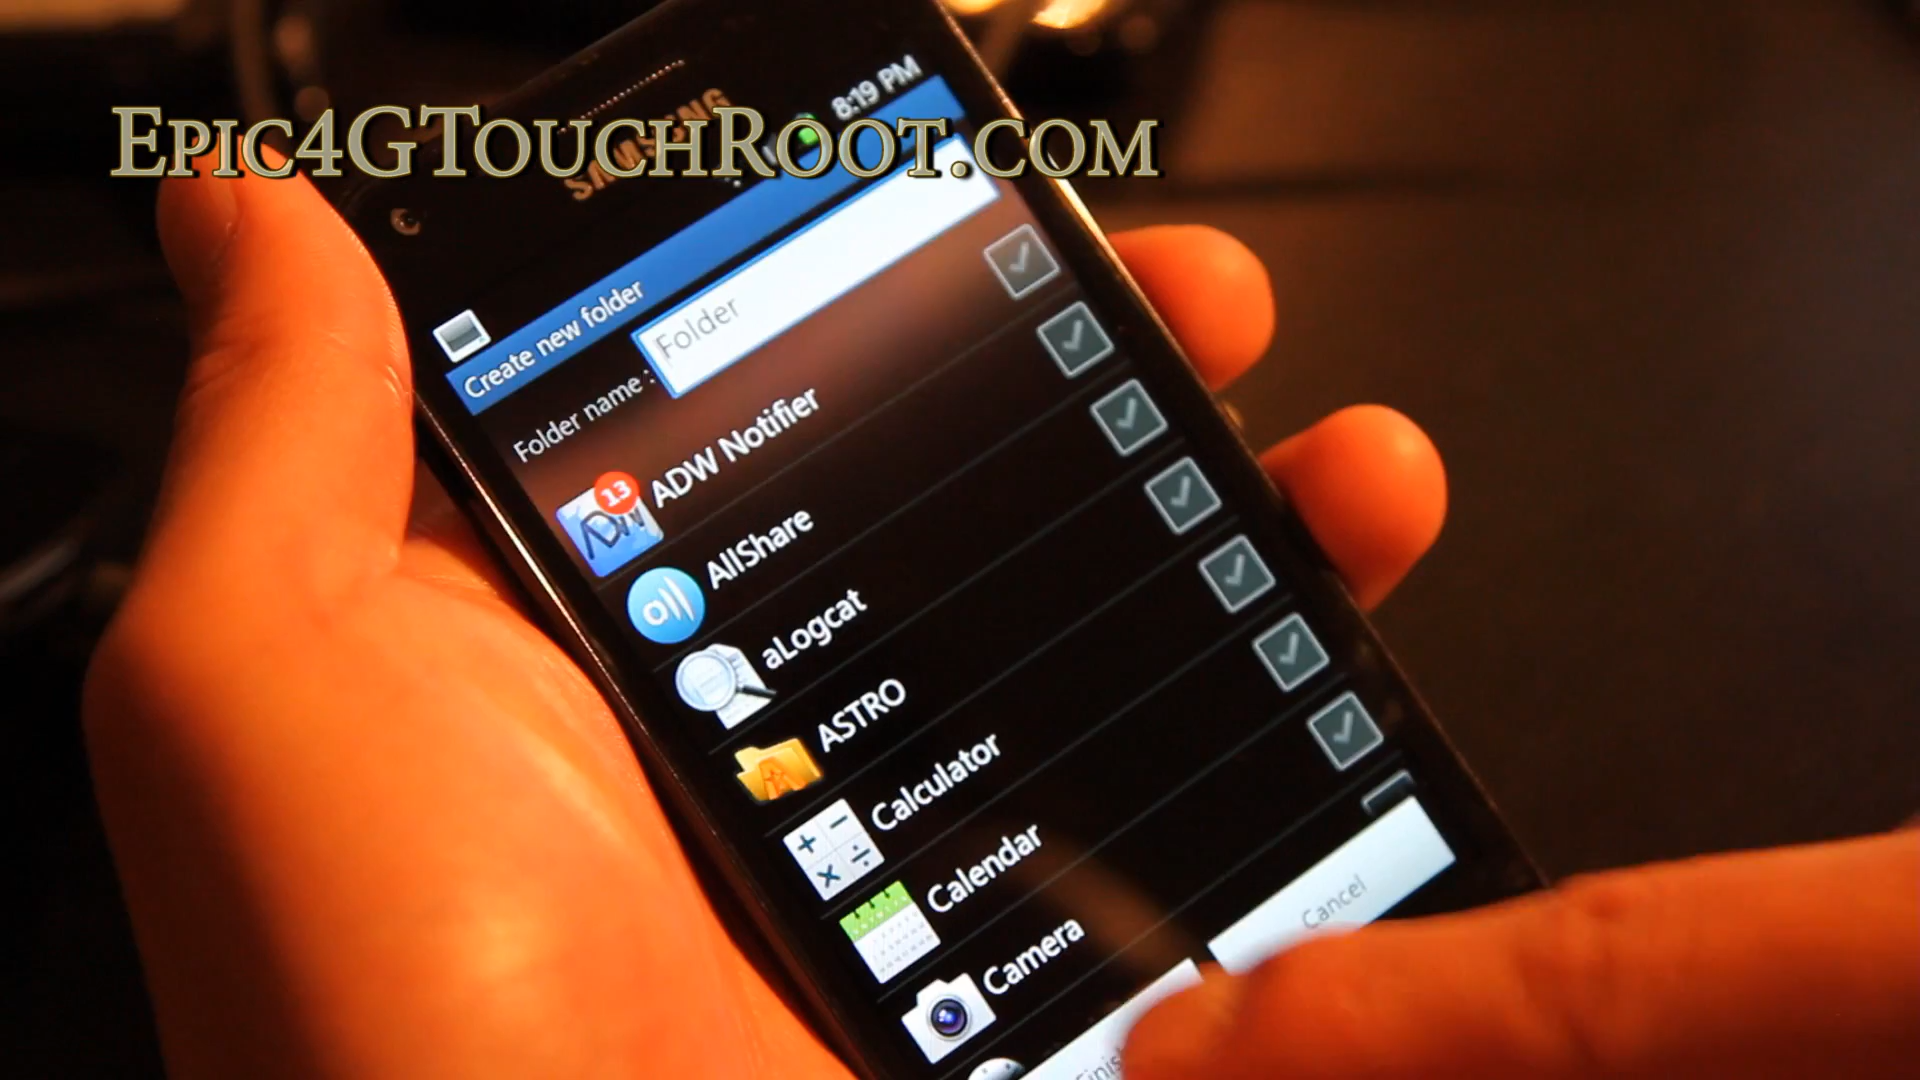 Epic4GTouchRoot.com
SAMSUNG
8:19 PM
Create new folder
Folder name :
Folder
13
ADW Notifier
all
AllShare
aLogcat
ASTRO
Calculator
Calendar
Camera
Cancel